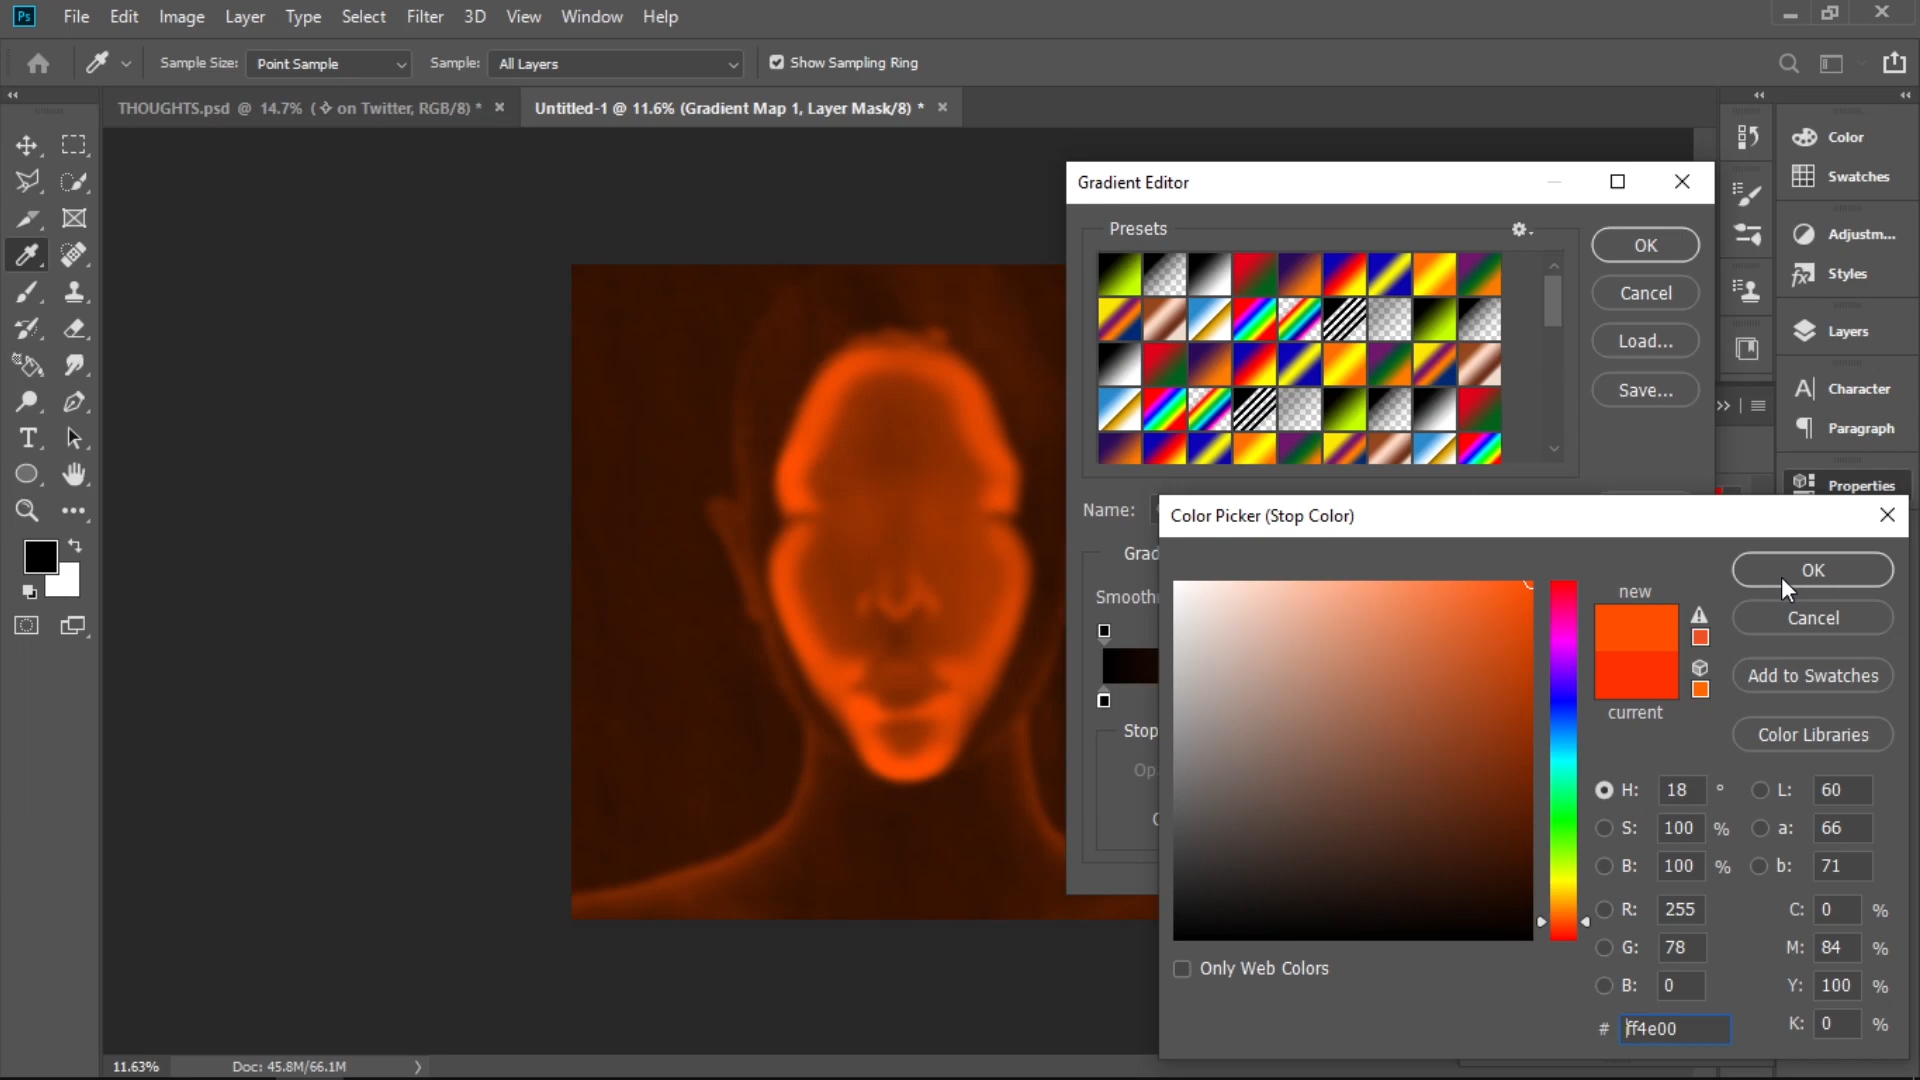 Ps File Edit Image Layer Type Select Filter 3D View Window Help
Sample Size: Point Sample Sample: All Layers Show Sampling Ring
THOUGHTS.psd @ 14.7% ( on Twitter, RGB/8) *
Untitled-1 @ 11.6% (Gradient Map 1, Layer Mask/8) *
Color
Swatches
Adjustm...
Styles
Layers
Character
Paragraph
Properties
Gradient Editor
Presets
OK
Cancel
Load...
Save...
Name:
Grad
Smooth
Stop
Op
Color Picker (Stop Color)
new
current
OK
Cancel
Add to Swatches
Color Libraries
H: 18 ° L: 60
S: 100 % a: 66
B: 100 % b: 71
R: 255 C: 0 %
G: 78 M: 84 %
B: 0 Y: 100 %
# ff4e00 K: 0 %
Only Web Colors
11.63% Doc: 45.8M/66.1M